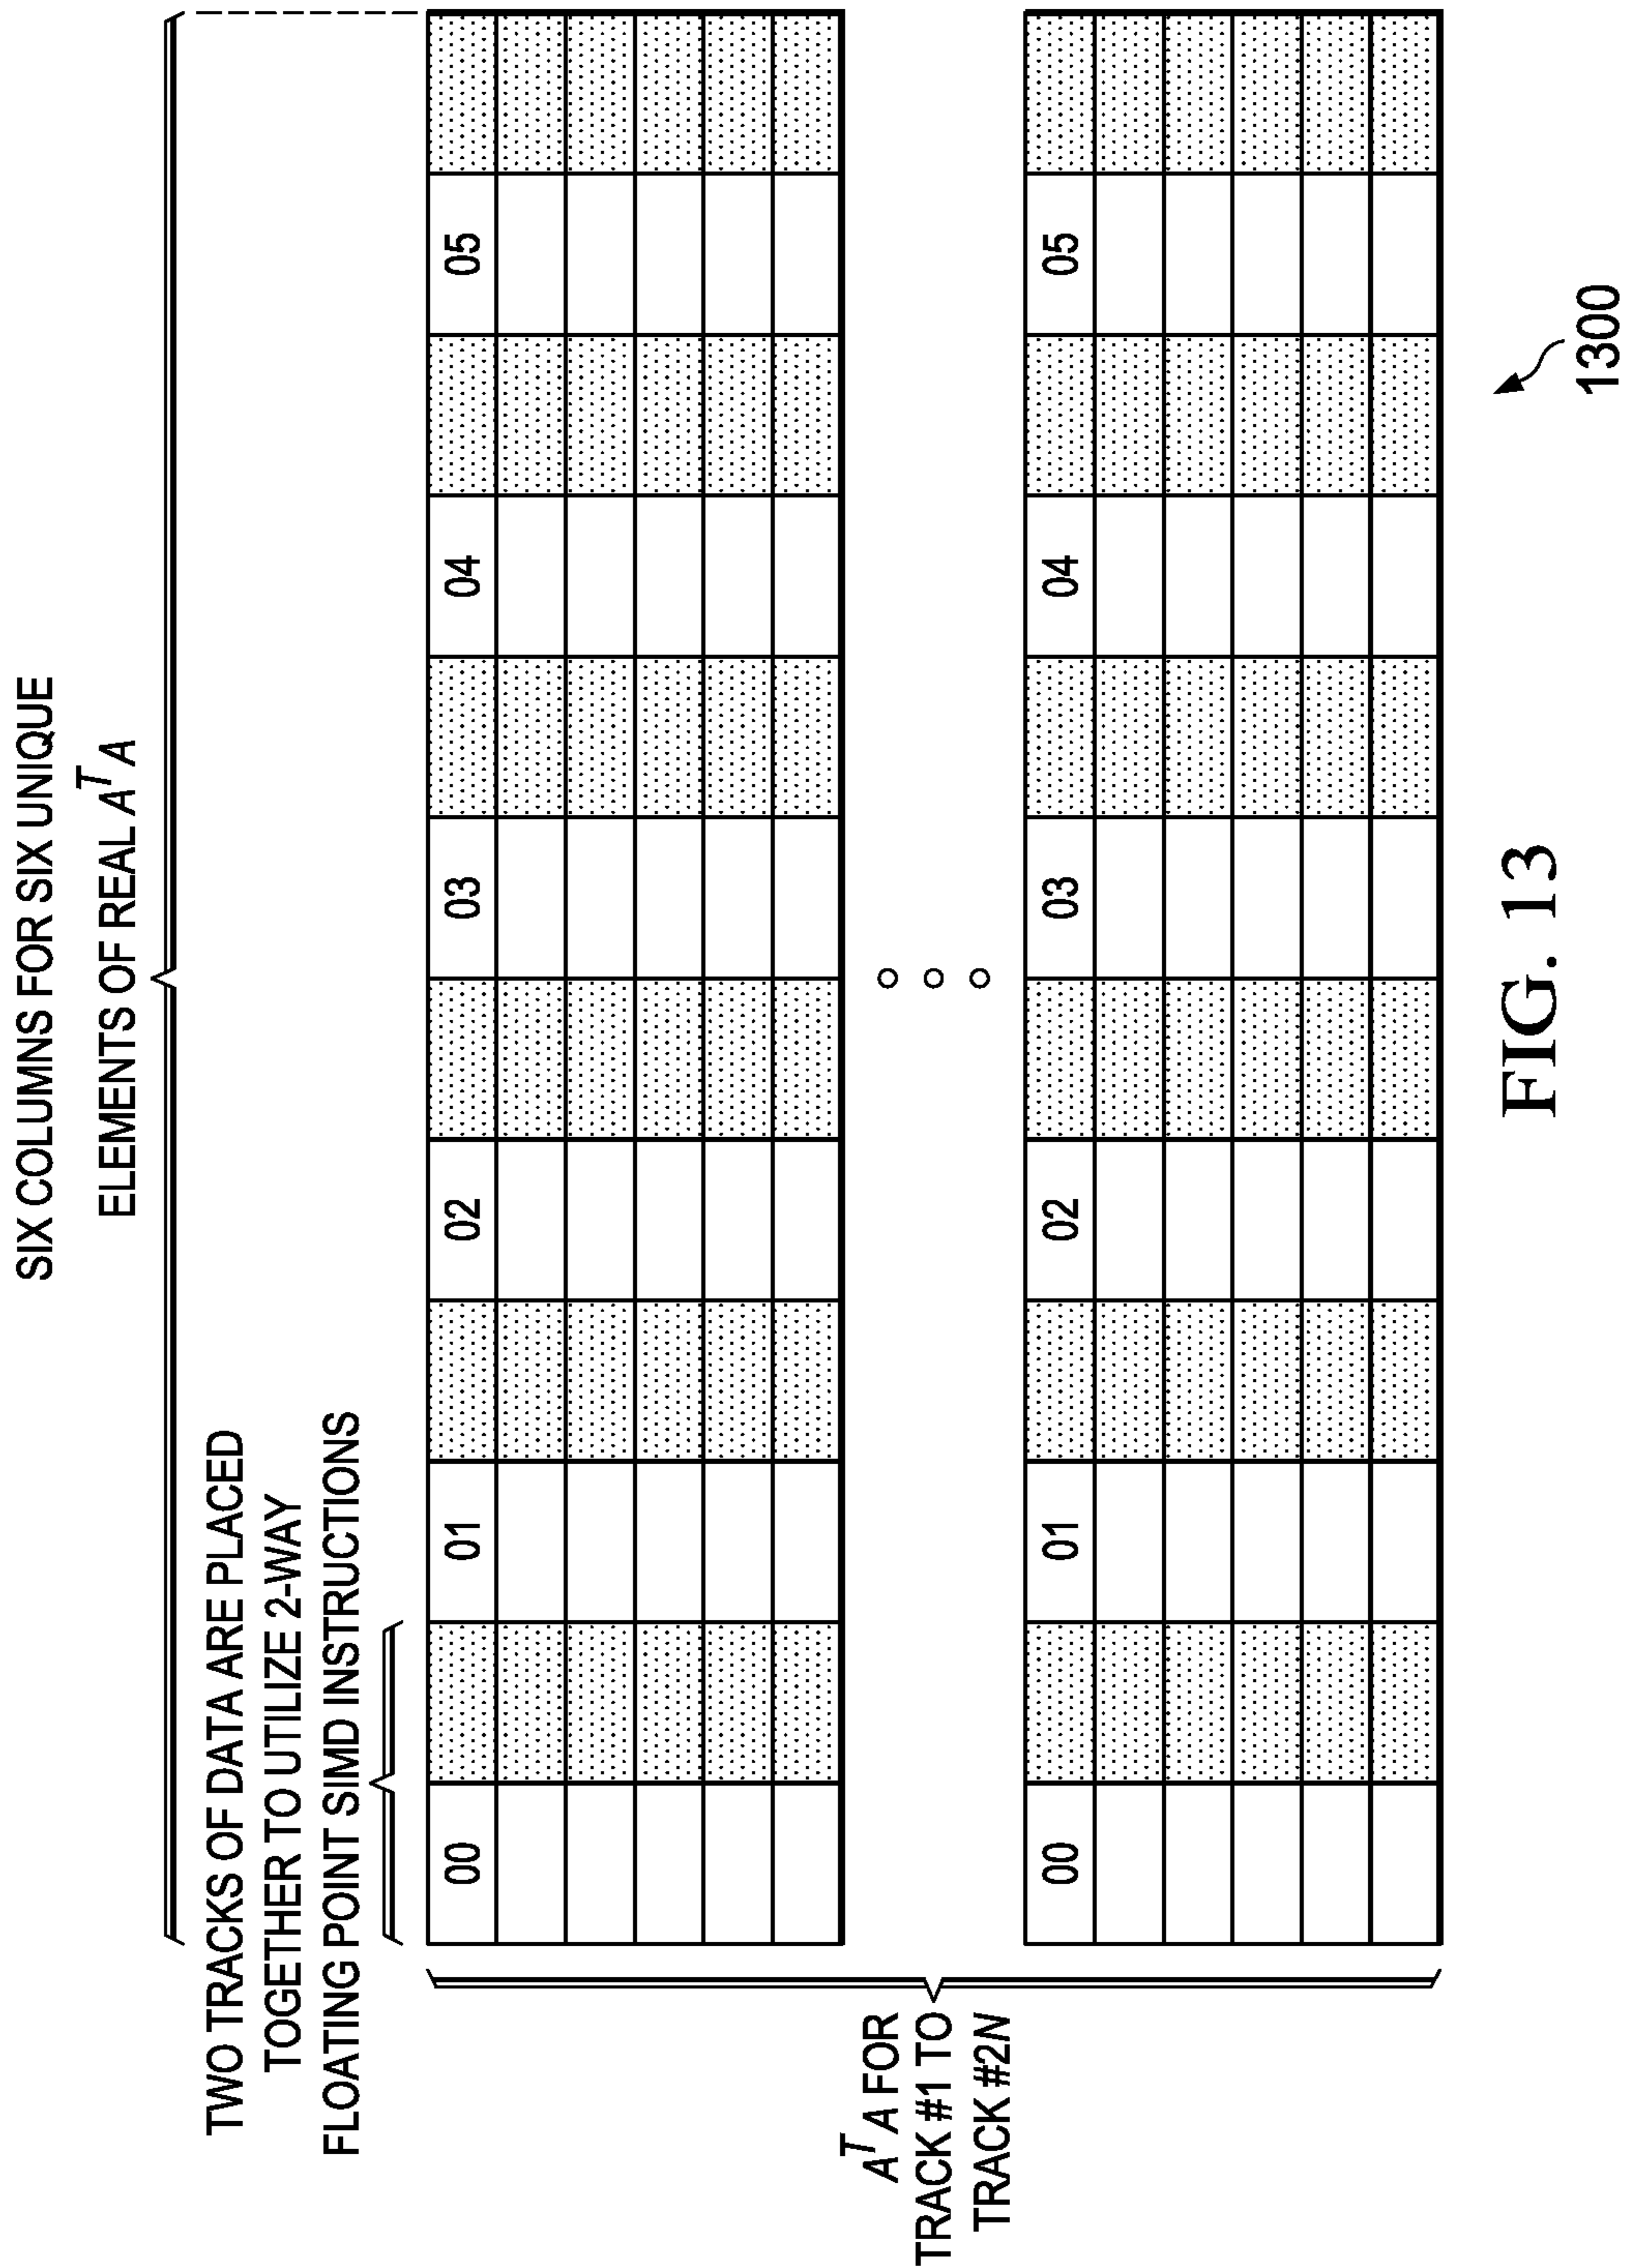 SIX COLUMNS FOR SIX UNIQUE
ELEMENTS OF REAL AᵀA
TWO TRACKS OF DATA ARE PLACED
TOGETHER TO UTILIZE 2-WAY
FLOATING POINT SIMD INSTRUCTIONS
00 01 02 03 04 05
AᵀA FOR
TRACK #1 TO
TRACK #2N
00 01 02 03 04 05
1300
FIG. 13